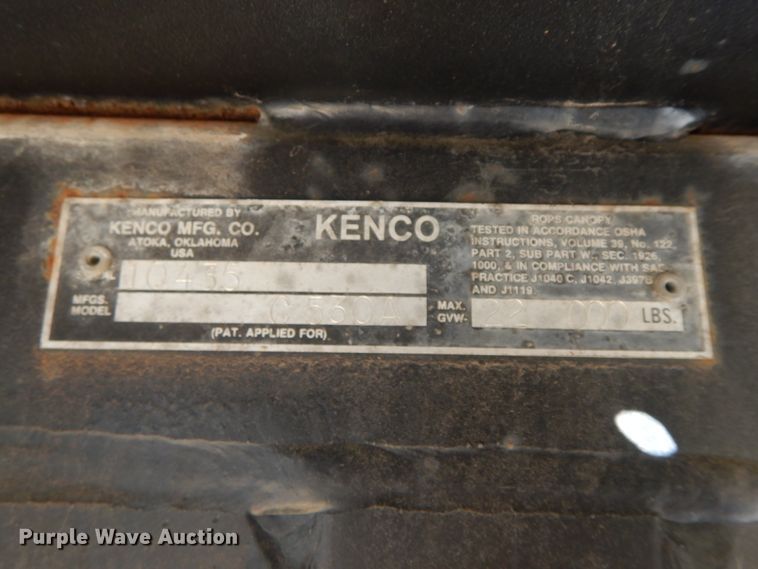 MANUFACTURED BY
KENCO MFG. CO.
ATOKA, OKLAHOMA
USA
KENCO
ROPS CANOPY
TESTED IN ACCORDANCE OSHA
INSTRUCTIONS, VOLUME 39, No. 122,
PART 2, SUB PART W., SEC. 1926,
1000, & IN COMPLIANCE WITH SAE
PRACTICE J1040 C, J1042, J397B
AND J1119.
10435
MFGS.
MODEL
C 530A
MAX.
GVW-
22 000 LBS.
(PAT. APPLIED FOR)
Purple Wave Auction